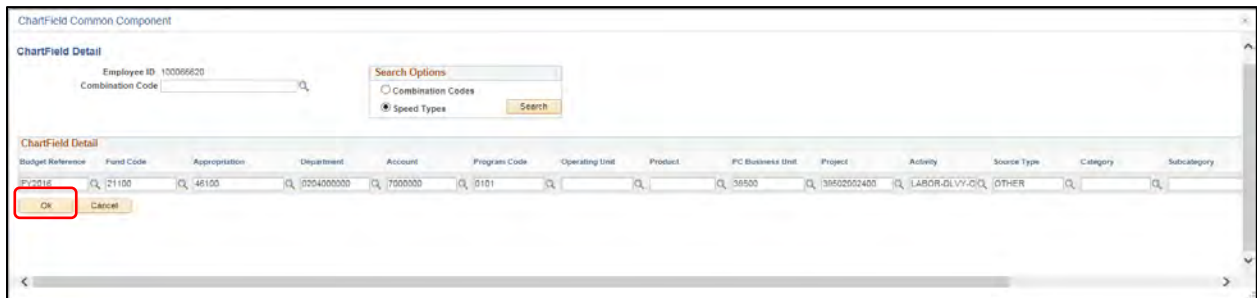 ChartField Common Component
ChartField Detail
Employee ID 100066620
Combination Code
Search Options
Combination Codes
Speed Types
Search
ChartField Detail
Budget Reference Fund Code Appropriation Department Account Program Code Operating Unit Product PC Business Unit Project Activity Source Type Category Subcategory
FY2016 21100 46100 0204000000 7000000 0101 39500 39502002400 LABOR-DLVY-O OTHER
Ok Cancel